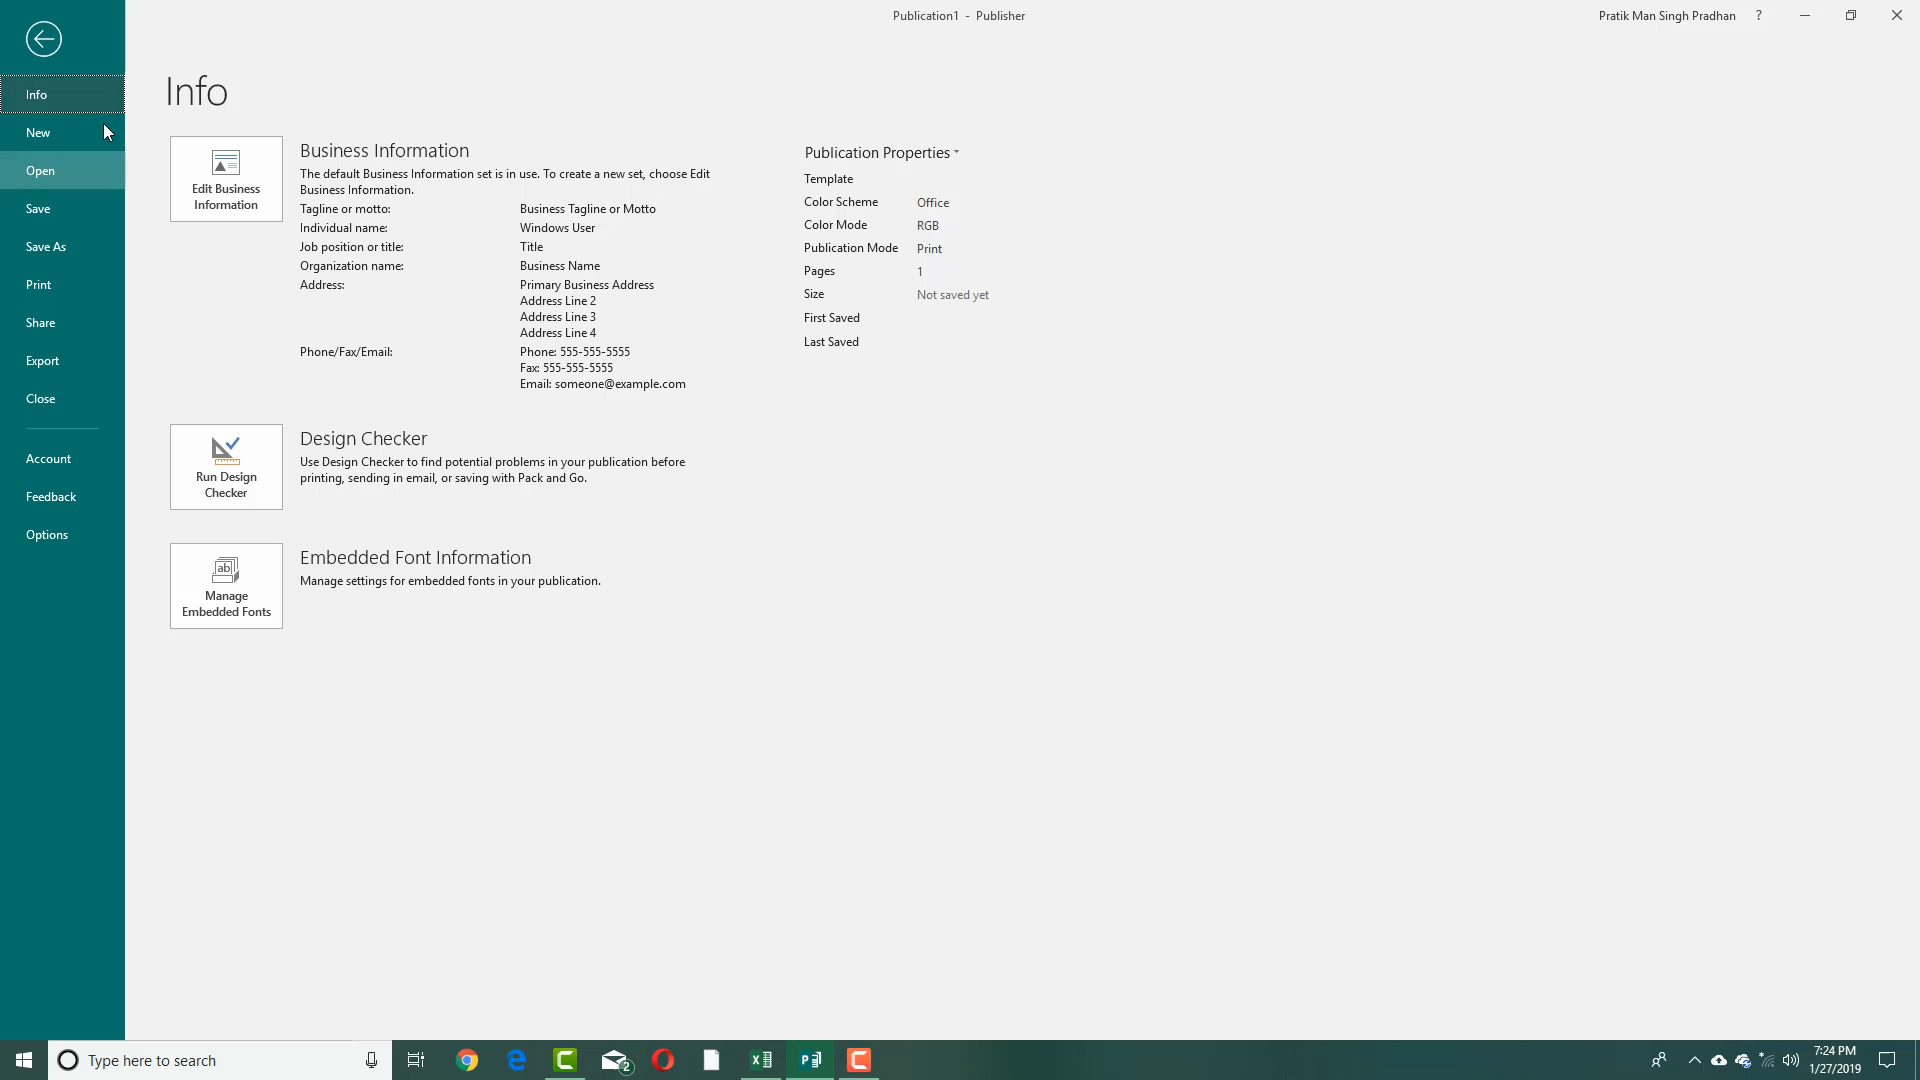 Publication1 - Publisher
Pratik Man Singh Pradhan
?
Info
New
Open
Save
Save As
Print
Share
Export
Close
Account
Feedback
Options
Info
Edit Business
Information
Business Information
The default Business Information set is in use. To create a new set, choose Edit
Business Information.
Tagline or motto: Business Tagline or Motto
Individual name: Windows User
Job position or title: Title
Organization name: Business Name
Address: Primary Business Address
Address Line 2
Address Line 3
Address Line 4
Phone/Fax/Email: Phone: 555-555-5555
Fax: 555-555-5555
Email: someone@example.com
Run Design
Checker
Design Checker
Use Design Checker to find potential problems in your publication before
printing, sending in email, or saving with Pack and Go.
ab
Manage
Embedded Fonts
Embedded Font Information
Manage settings for embedded fonts in your publication.
Publication Properties
Template
Color Scheme Office
Color Mode RGB
Publication Mode Print
Pages 1
Size Not saved yet
First Saved
Last Saved
Type here to search
2
7:24 PM
1/27/2019